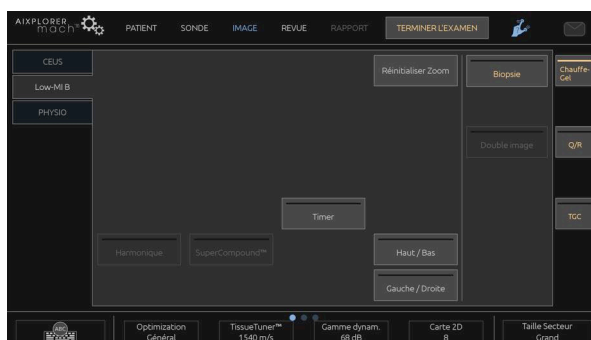 AIXPLORER
mach
PATIENT
SONDE
IMAGE
REVUE
RAPPORT
TERMINER L'EXAMEN
CEUS
Low-MI B
PHYSIO
Réinitialiser Zoom
Biopsie
Chauffe-
Gel
Double image
Q/R
Timer
TGC
Harmonique
SuperCompound™
Haut / Bas
Gauche / Droite
ABC
Optimization
Général
TissueTuner™
1540 m/s
Gamme dynam.
68 dB
Carte 2D
8
Taille Secteur
Grand